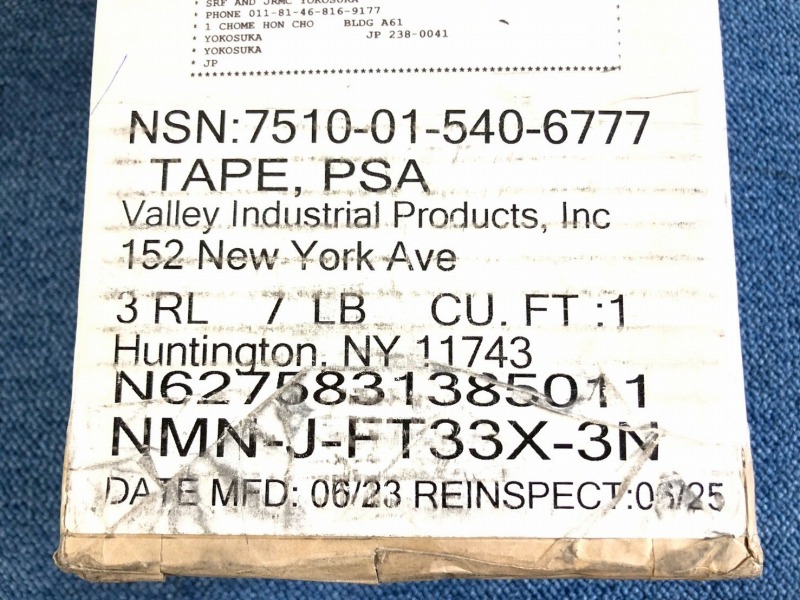 * SRF AND JRMC YOKOSUKA
* PHONE 011-81-46-816-9177
* 1 CHOME HON CHO BLDG A61
* YOKOSUKA JP 238-0041
* YOKOSUKA
* JP
NSN:7510-01-540-6777
TAPE, PSA
Valley Industrial Products, Inc
152 New York Ave
3 RL 7 LB CU. FT :1
Huntington, NY 11743
N6275831385011
NMN-J-FT33X-3N
DATE MFD: 06/23 REINSPECT:06/25